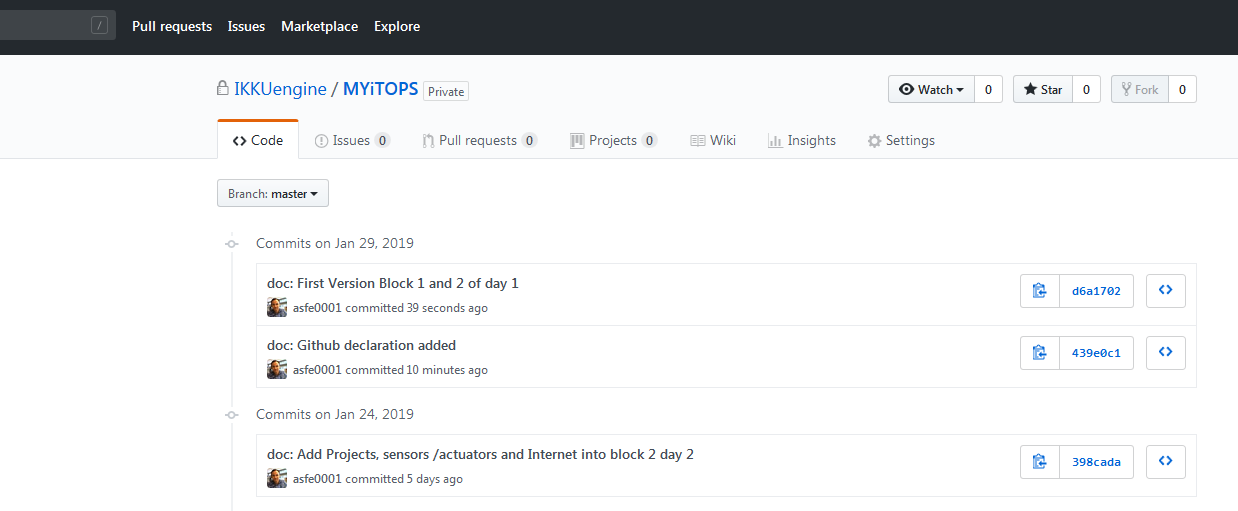 / Pull requests Issues Marketplace Explore
IKKUengine / MYiTOPS Private Watch 0 Star 0 Fork 0
Code Issues 0 Pull requests 0 Projects 0 Wiki Insights Settings
Branch: master
Commits on Jan 29, 2019
doc: First Version Block 1 and 2 of day 1
asfe0001 committed 39 seconds ago
d6a1702
doc: Github declaration added
asfe0001 committed 10 minutes ago
439e0c1
Commits on Jan 24, 2019
doc: Add Projects, sensors /actuators and Internet into block 2 day 2
asfe0001 committed 5 days ago
398cada